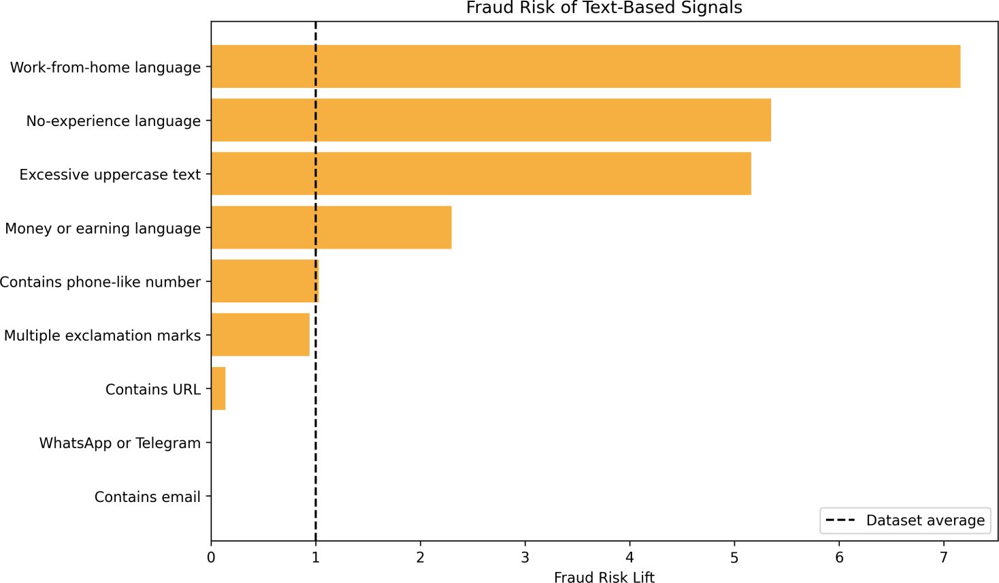 Fraud Risk of Text-Based Signals
Work-from-home language
No-experience language
Excessive uppercase text
Money or earning language
Contains phone-like number
Multiple exclamation marks
Contains URL
WhatsApp or Telegram
Contains email
Dataset average
0 1 2 3 4 5 6 7
Fraud Risk Lift